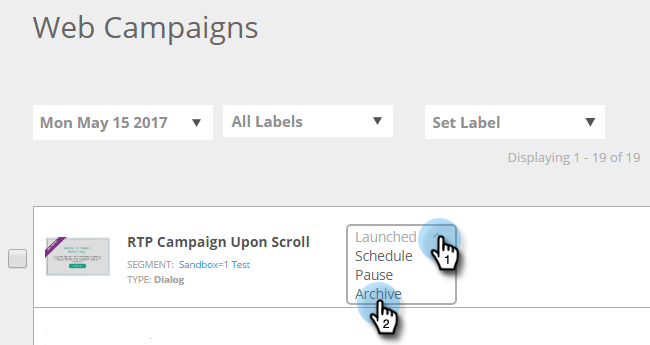 Web Campaigns
Mon May 15 2017
All Labels
Set Label
Displaying 1 - 19 of 19
RTP Campaign Upon Scroll
SEGMENT: Sandbox=1 Test
TYPE: Dialog
Launched
Schedule
Pause
Archive
1
2